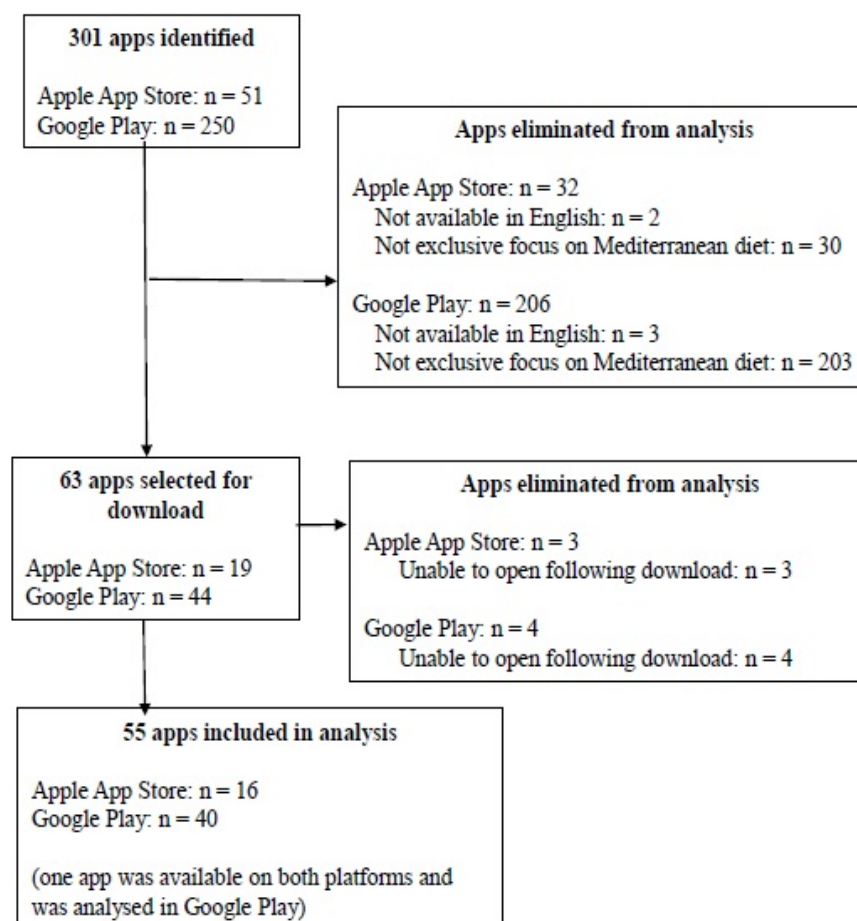 301 apps identified
Apple App Store: n = 51
Google Play: n = 250
Apps eliminated from analysis
Apple App Store: n = 32
Not available in English: n = 2
Not exclusive focus on Mediterranean diet: n = 30
Google Play: n = 206
Not available in English: n = 3
Not exclusive focus on Mediterranean diet: n = 203
63 apps selected for
download
Apple App Store: n = 19
Google Play: n = 44
Apps eliminated from analysis
Apple App Store: n = 3
Unable to open following download: n = 3
Google Play: n = 4
Unable to open following download: n = 4
55 apps included in analysis
Apple App Store: n = 16
Google Play: n = 40
(one app was available on both platforms and
was analysed in Google Play)